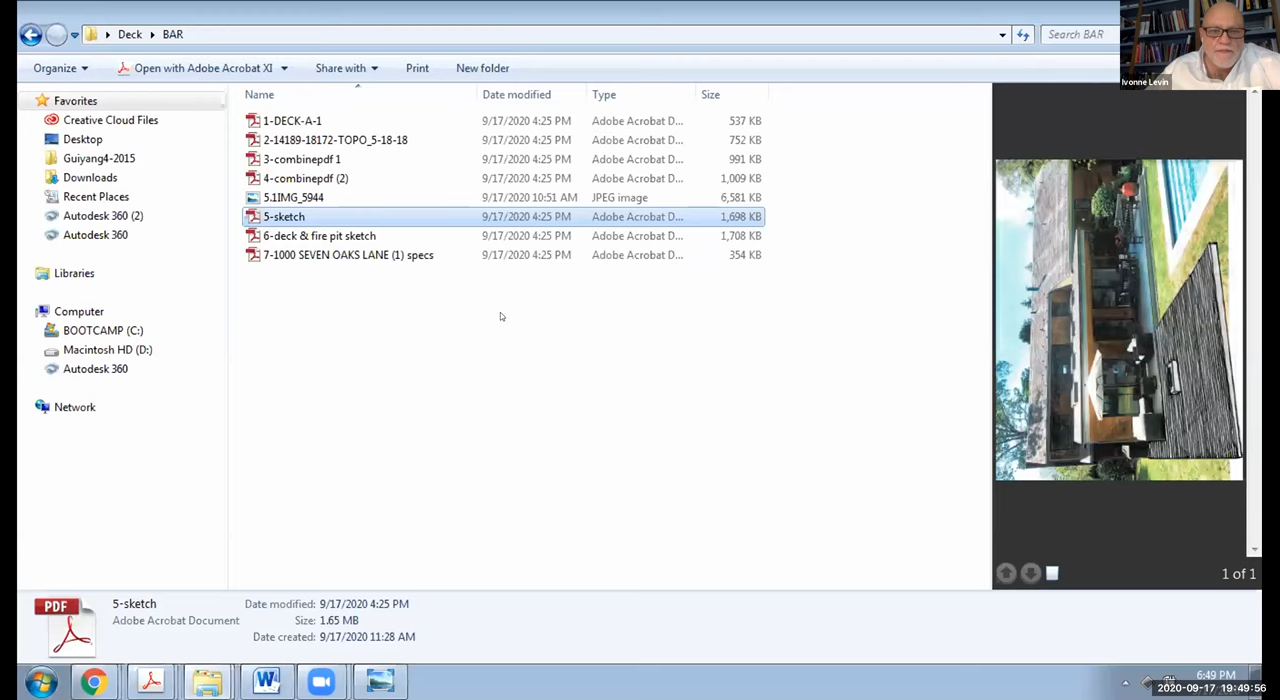 Deck
BAR
Search BAR
Ivonne Levin
Organize
Open with Adobe Acrobat XI
Share with
Print
New folder
Name Date modified Type Size
Favorites
Creative Cloud Files
Desktop
Guiyang4-2015
Downloads
Recent Places
Autodesk 360 (2)
Autodesk 360
Libraries
Computer
BOOTCAMP (C:)
Macintosh HD (D:)
Autodesk 360
Network
1-DECK-A-1 9/17/2020 4:25 PM Adobe Acrobat D... 537 KB
2-14189-18172-TOPO_5-18-18 9/17/2020 4:25 PM Adobe Acrobat D... 752 KB
3-combinepdf 1 9/17/2020 4:25 PM Adobe Acrobat D... 991 KB
4-combinepdf (2) 9/17/2020 4:25 PM Adobe Acrobat D... 1,009 KB
5.1IMG_5944 9/17/2020 10:51 AM JPEG image 6,581 KB
5-sketch 9/17/2020 4:25 PM Adobe Acrobat D... 1,698 KB
6-deck & fire pit sketch 9/17/2020 4:25 PM Adobe Acrobat D... 1,708 KB
7-1000 SEVEN OAKS LANE (1) specs 9/17/2020 4:25 PM Adobe Acrobat D... 354 KB
1 of 1
PDF
5-sketch
Adobe Acrobat Document
Date modified: 9/17/2020 4:25 PM
Size: 1.65 MB
Date created: 9/17/2020 11:28 AM
6:49 PM
2020-09-17 19:49:56